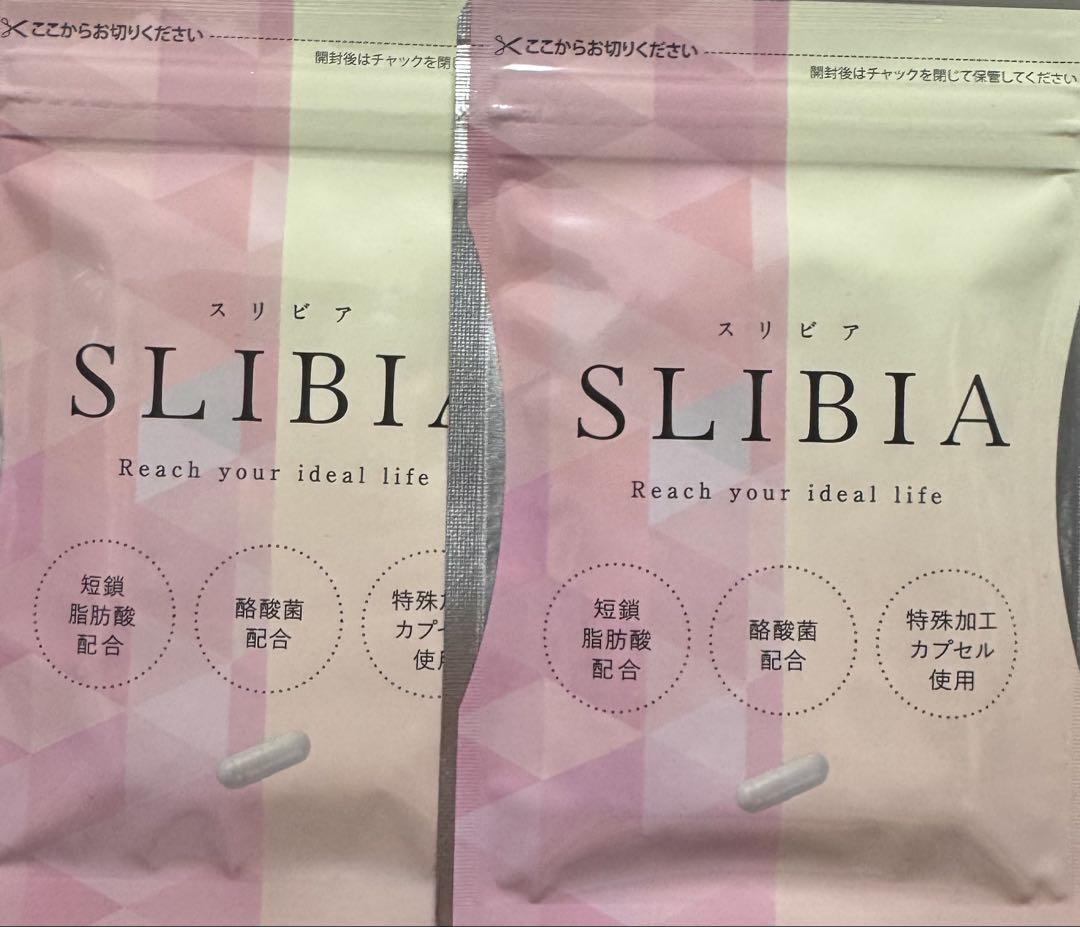 ここからお切りください
開封後はチャックを閉
スリビア
SLIBIA
Reach your ideal life
短鎖
脂肪酸
配合
酪酸菌
配合
特殊
カプ
使
ここからお切りください
開封後はチャックを閉じて保管してください
スリビア
SLIBIA
Reach your ideal life
短鎖
脂肪酸
配合
酪酸菌
配合
特殊加工
カプセル
使用